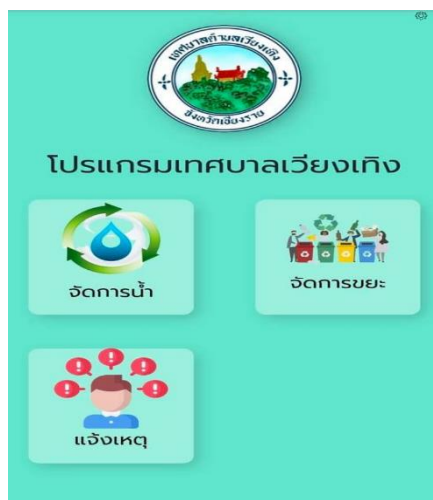 เทศบาลตำบลเวียงเทิง
จังหวัดเชียงราย
โปรแกรมเทศบาลเวียงเทิง
จัดการน้ำ
จัดการขยะ
แจ้งเหตุ